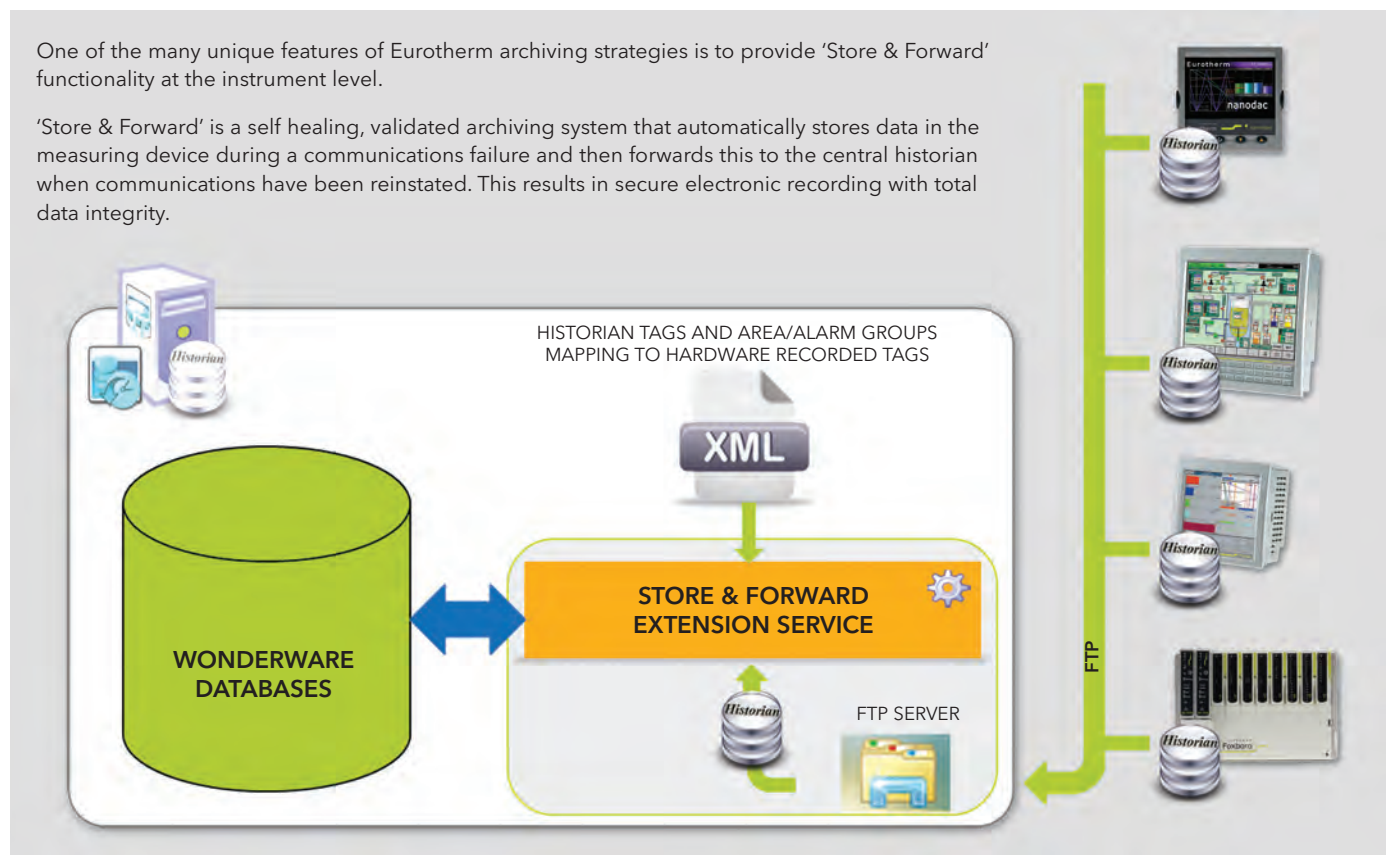 One of the many unique features of Eurotherm archiving strategies is to provide ‘Store & Forward’
functionality at the instrument level.
‘Store & Forward’ is a self healing, validated archiving system that automatically stores data in the
measuring device during a communications failure and then forwards this to the central historian
when communications have been reinstated. This results in secure electronic recording with total
data integrity.
Historian
HISTORIAN TAGS AND AREA/ALARM GROUPS
MAPPING TO HARDWARE RECORDED TAGS
XML
STORE & FORWARD
EXTENSION SERVICE
WONDERWARE
DATABASES
Historian
FTP SERVER
FTP
Eurotherm
nanodac
Historian
Historian
Historian
Historian
Foxboro